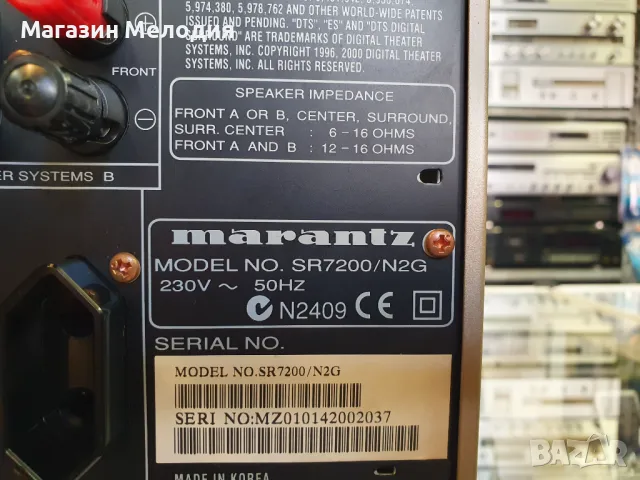 Магазин Мелодия
5,974,380, 5,978,762 AND OTHER WORLD-WIDE PATENTS
ISSUED AND PENDING. "DTS", "ES" AND "DTS DIGITAL
SURROUND" ARE TRADEMARKS OF DIGITAL THEATER
SYSTEMS, INC. COPYRIGHT 1996, 2000 DIGITAL THEATER
SYSTEMS, INC. ALL RIGHTS RESERVED.
FRONT
SPEAKER IMPEDANCE
FRONT A OR B, CENTER, SURROUND,
SURR. CENTER : 6 – 16 OHMS
FRONT A AND B : 12 – 16 OHMS
ER SYSTEMS B
marantz
MODEL NO. SR7200/N2G
230V ~ 50HZ
N2409 CE
SERIAL NO.
MODEL NO.SR7200/N2G
SERI NO:MZ010142002037
MADE IN KOREA
BAZAR